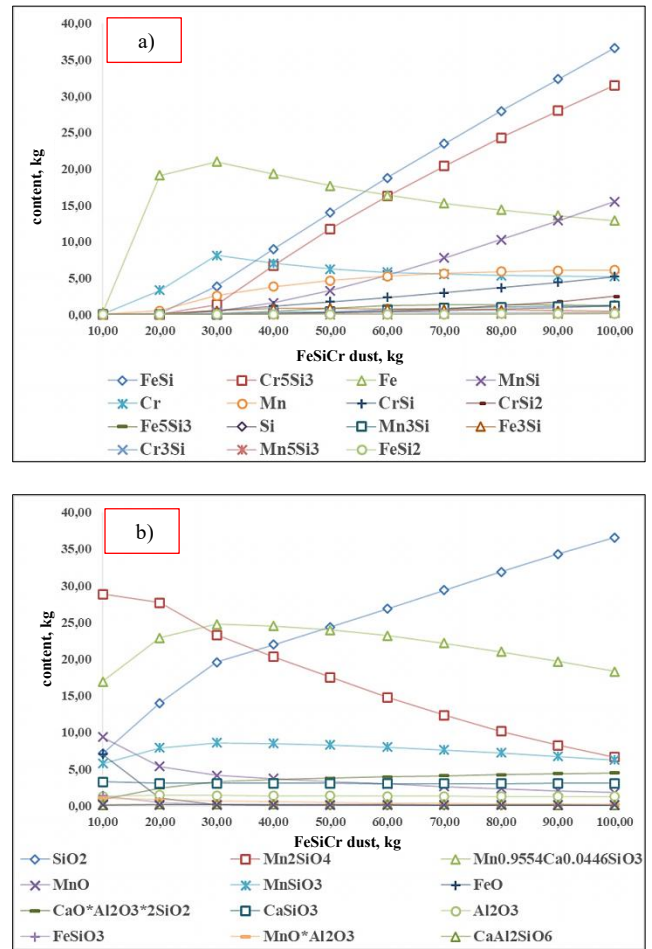 a)
40,00
35,00
30,00
25,00
20,00
15,00
10,00
5,00
0,00
content, kg
10,00 20,00 30,00 40,00 50,00 60,00 70,00 80,00 90,00 100,00
FeSiCr dust, kg
FeSi Cr5Si3 Fe MnSi
Cr Mn CrSi CrSi2
Fe5Si3 Si Mn3Si Fe3Si
Cr3Si Mn5Si3 FeSi2
b)
40,00
35,00
30,00
25,00
20,00
15,00
10,00
5,00
0,00
content, kg
10,00 20,00 30,00 40,00 50,00 60,00 70,00 80,00 90,00 100,00
FeSiCr dust, kg
SiO2 Mn2SiO4 Mn0.9554Ca0.0446SiO3
MnO MnSiO3 FeO
CaO*Al2O3*2SiO2 CaSiO3 Al2O3
FeSiO3 MnO*Al2O3 CaAl2SiO6